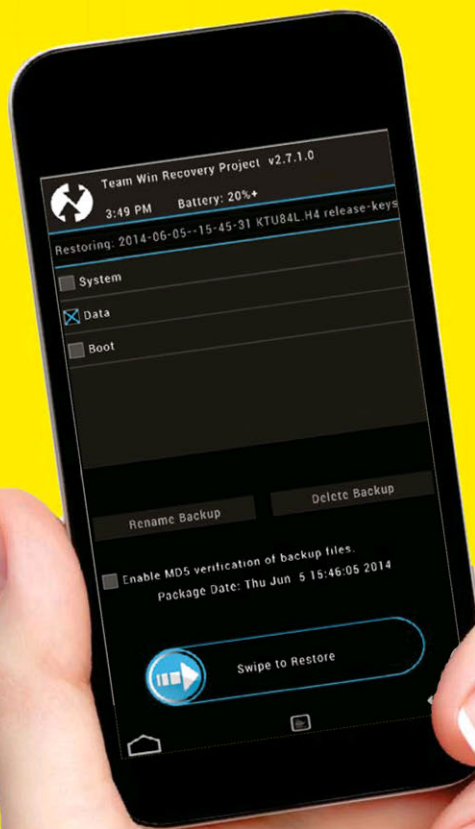 Team Win Recovery Project v2.7.1.0
3:49 PM Battery: 20%+
Restoring: 2014-06-05--15-45-31 KTU84L.H4 release-keys
System
Data
Boot
Rename Backup Delete Backup
Enable MD5 verification of backup files.
Package Date: Thu Jun 5 15:46:05 2014
Swipe to Restore